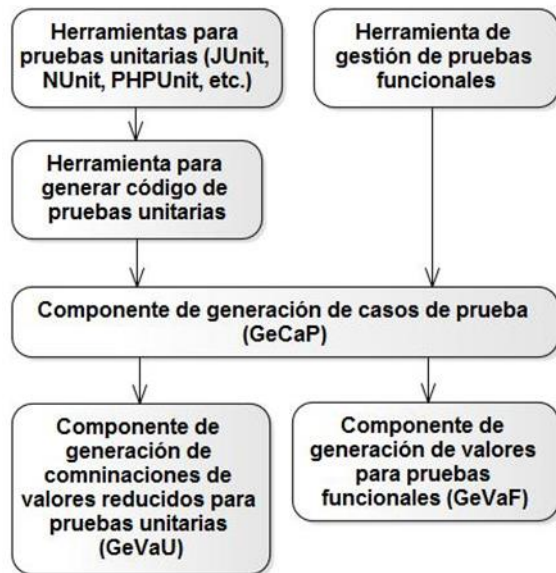 Herramientas para
pruebas unitarias (JUnit,
NUnit, PHPUnit, etc.)
Herramienta de
gestión de pruebas
funcionales
Herramienta para
generar código de
pruebas unitarias
Componente de generación de casos de prueba
(GeCaP)
Componente de
generación de
comninaciones de
valores reducidos para
pruebas unitarias
(GeVaU)
Componente de
generación de valores
para pruebas
funcionales (GeVaF)